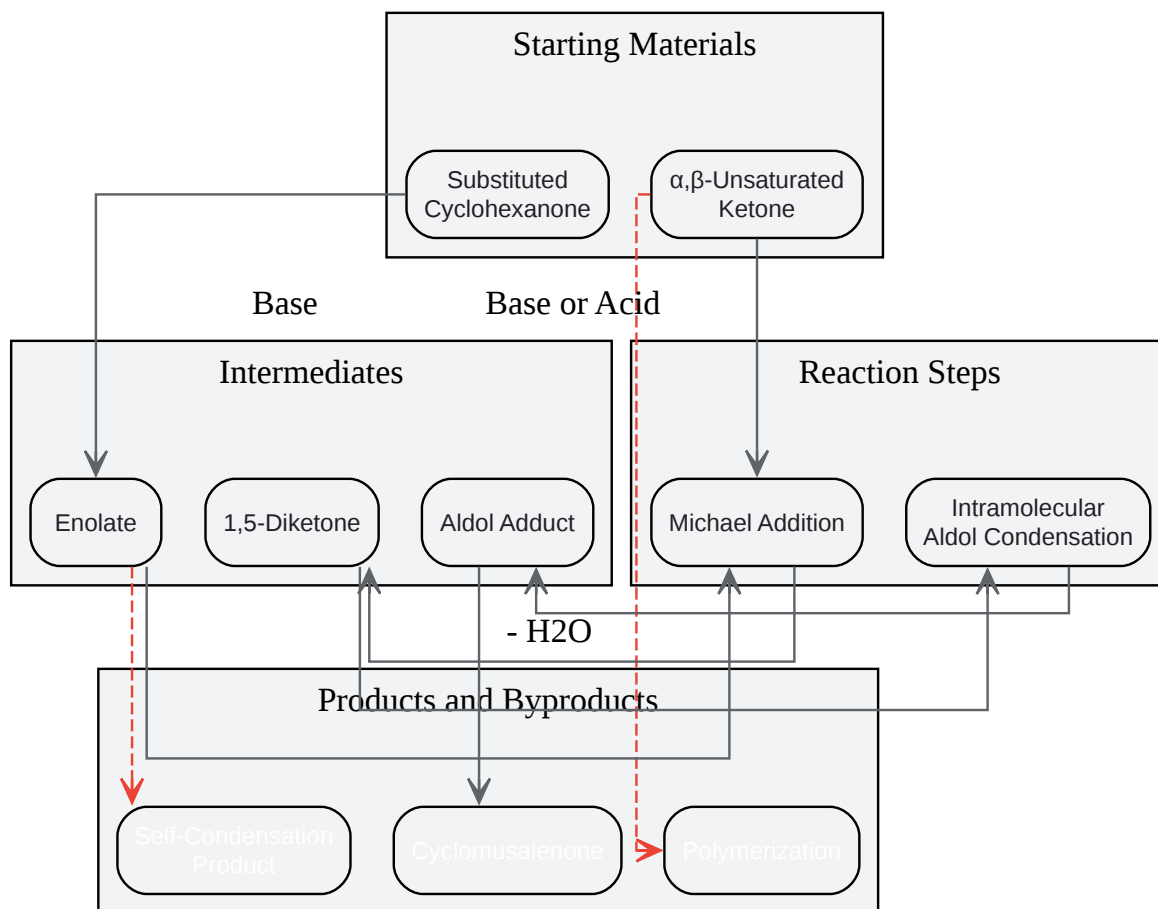 Starting Materials
Substituted
Cyclohexanone
α,β-Unsaturated
Ketone
Base
Base or Acid
Intermediates
Reaction Steps
Enolate
1,5-Diketone
Aldol Adduct
Michael Addition
Intramolecular
Aldol Condensation
- H2O
Products and Byproducts
Self-Condensation
Product
Cyclomusalenone
Polymerization